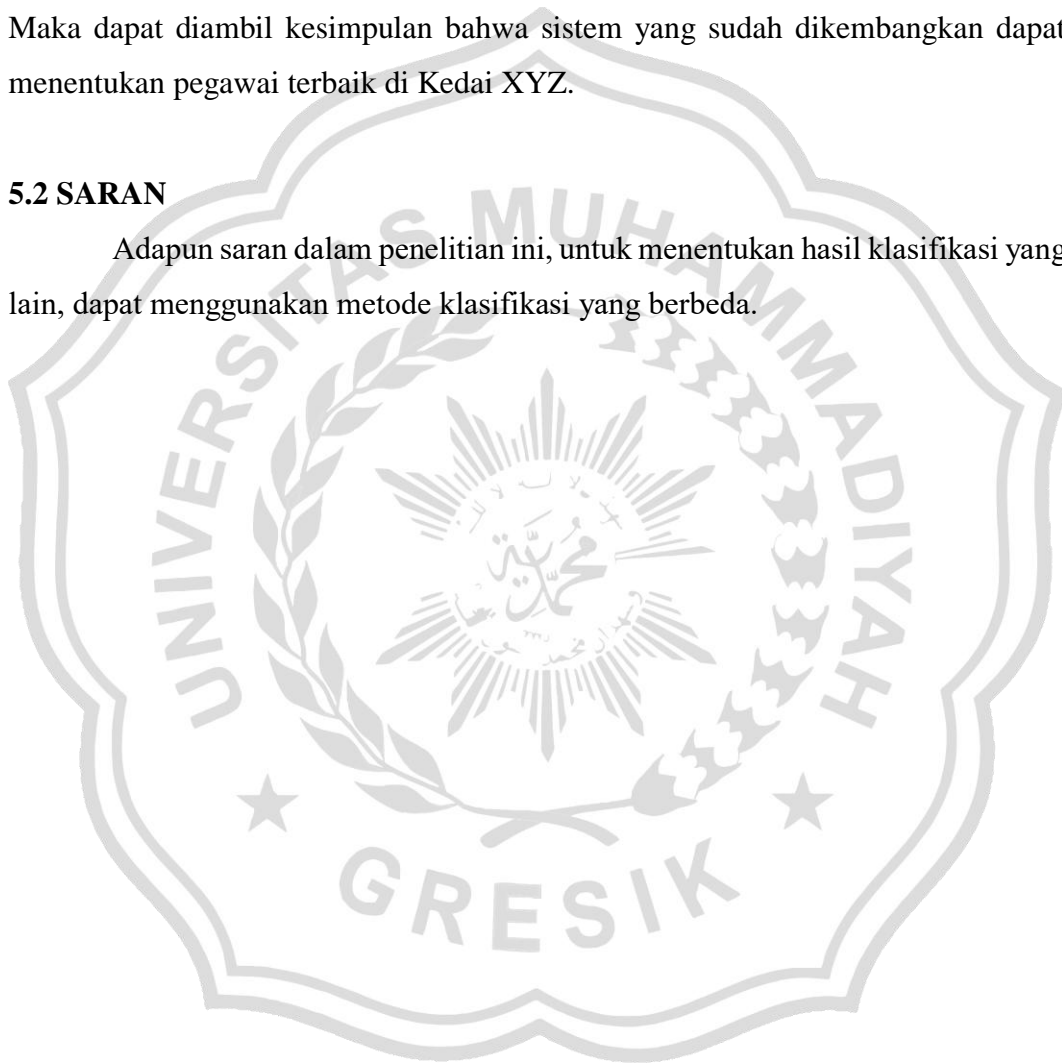 Maka dapat diambil kesimpulan bahwa sistem yang sudah dikembangkan dapat
menentukan pegawai terbaik di Kedai XYZ.
5.2 SARAN
Adapun saran dalam penelitian ini, untuk menentukan hasil klasifikasi yang
lain, dapat menggunakan metode klasifikasi yang berbeda.
UNIVERSITAS MUHAMMADIYAH
محمدية
GRESIK